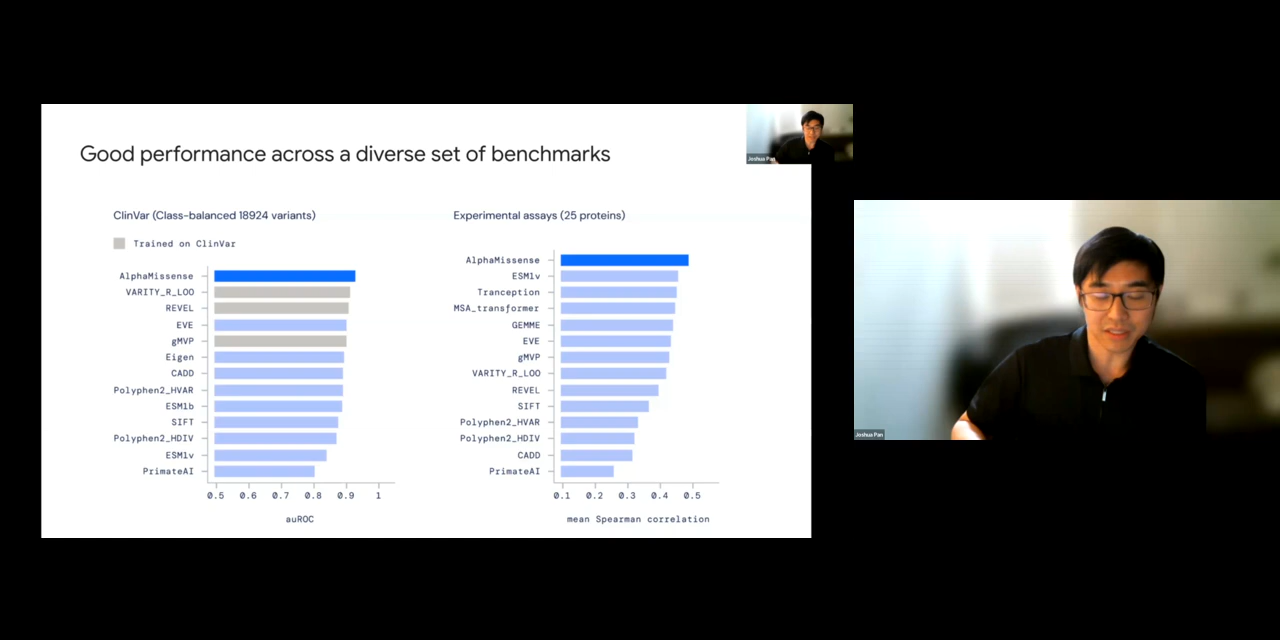 Good performance across a diverse set of benchmarks
Joshua Pan
ClinVar (Class-balanced 18924 variants)
Trained on ClinVar
AlphaMissense
VARITY_R_LOO
REVEL
EVE
gMVP
Eigen
CADD
Polyphen2_HVAR
ESM1b
SIFT
Polyphen2_HDIV
ESM1v
PrimateAI
0.5 0.6 0.7 0.8 0.9 1
auROC
Experimental assays (25 proteins)
AlphaMissense
ESM1v
Tranception
MSA_transformer
GEMME
EVE
gMVP
VARITY_R_LOO
REVEL
SIFT
Polyphen2_HVAR
Polyphen2_HDIV
CADD
PrimateAI
0.1 0.2 0.3 0.4 0.5
mean Spearman correlation
Joshua Pan